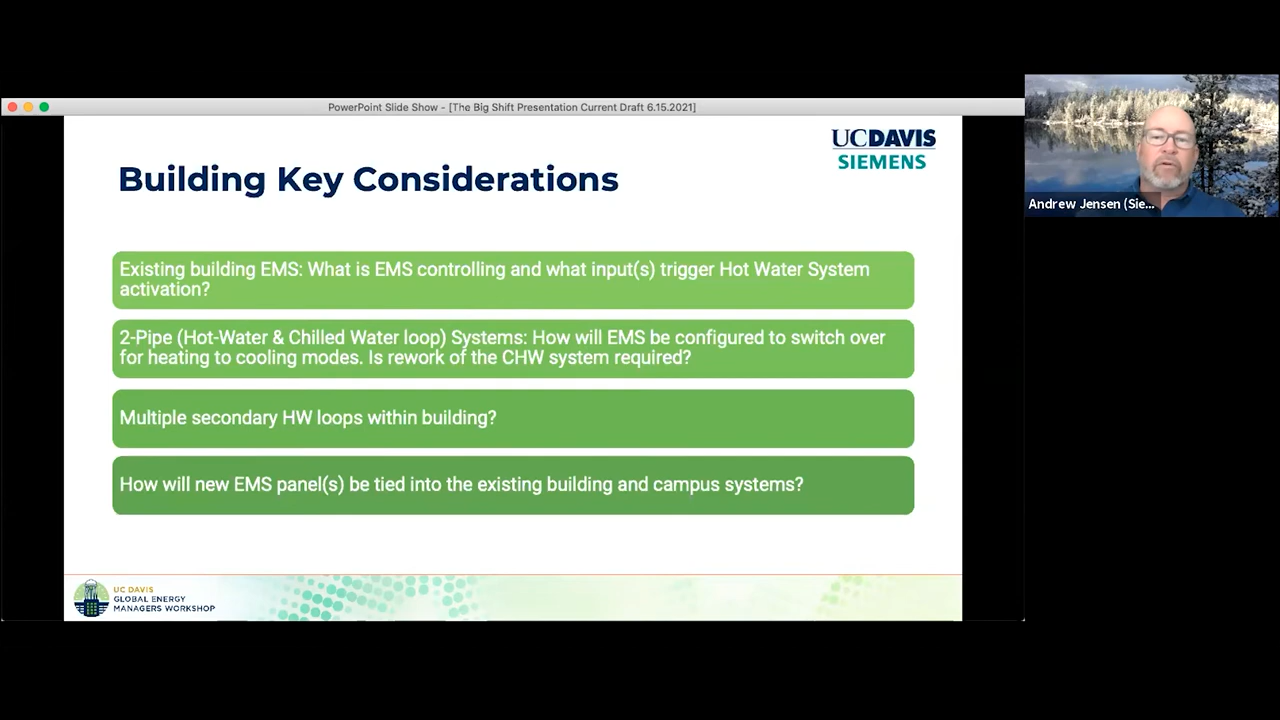 PowerPoint Slide Show - [The Big Shift Presentation Current Draft 6.15.2021]
UCDAVIS
SIEMENS
Building Key Considerations
Andrew Jensen (Sie...
Existing building EMS: What is EMS controlling and what input(s) trigger Hot Water System
activation?
2-Pipe (Hot-Water & Chilled Water loop) Systems: How will EMS be configured to switch over
for heating to cooling modes. Is rework of the CHW system required?
Multiple secondary HW loops within building?
How will new EMS panel(s) be tied into the existing building and campus systems?
UC DAVIS
GLOBAL ENERGY
MANAGERS WORKSHOP